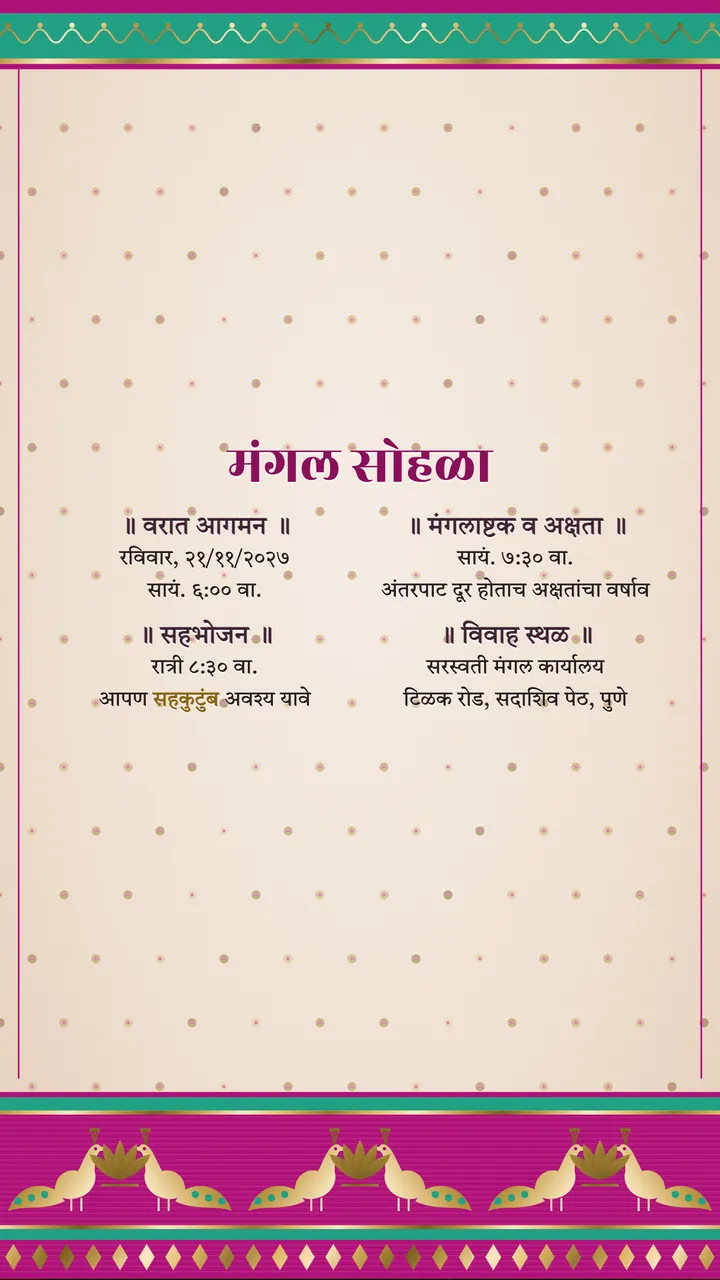 मंगल सोहळा
॥ वरात आगमन ॥
रविवार, २१/११/२०२७
सायं. ६:०० वा.
॥ मंगलाष्टक व अक्षता ॥
सायं. ७:३० वा.
अंतरपाट दूर होताच अक्षतांचा वर्षाव
॥ सहभोजन ॥
रात्री ८:३० वा.
आपण सहकुटुंब अवश्य यावे
॥ विवाह स्थळ ॥
सरस्वती मंगल कार्यालय
टिळक रोड, सदाशिव पेठ, पुणे